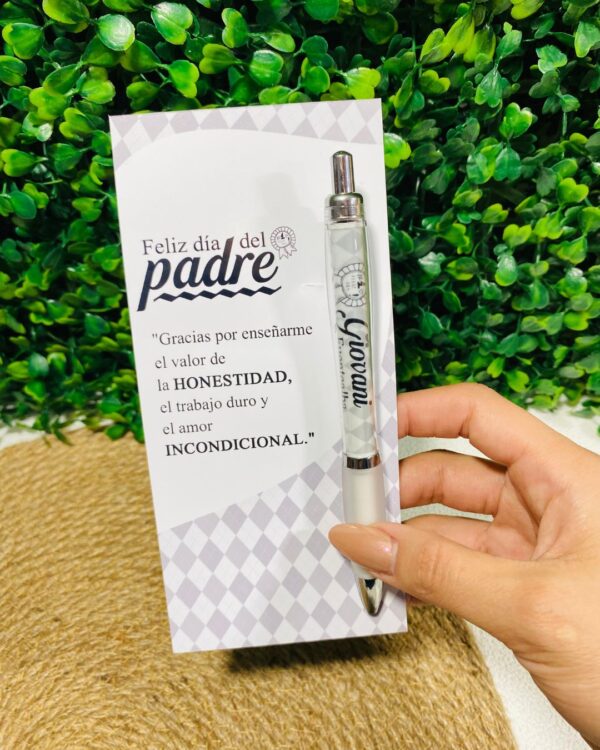 Feliz día del
padre
"Gracias por enseñarme
el valor de
la HONESTIDAD,
el trabajo duro y
el amor
INCONDICIONAL."
Giovani